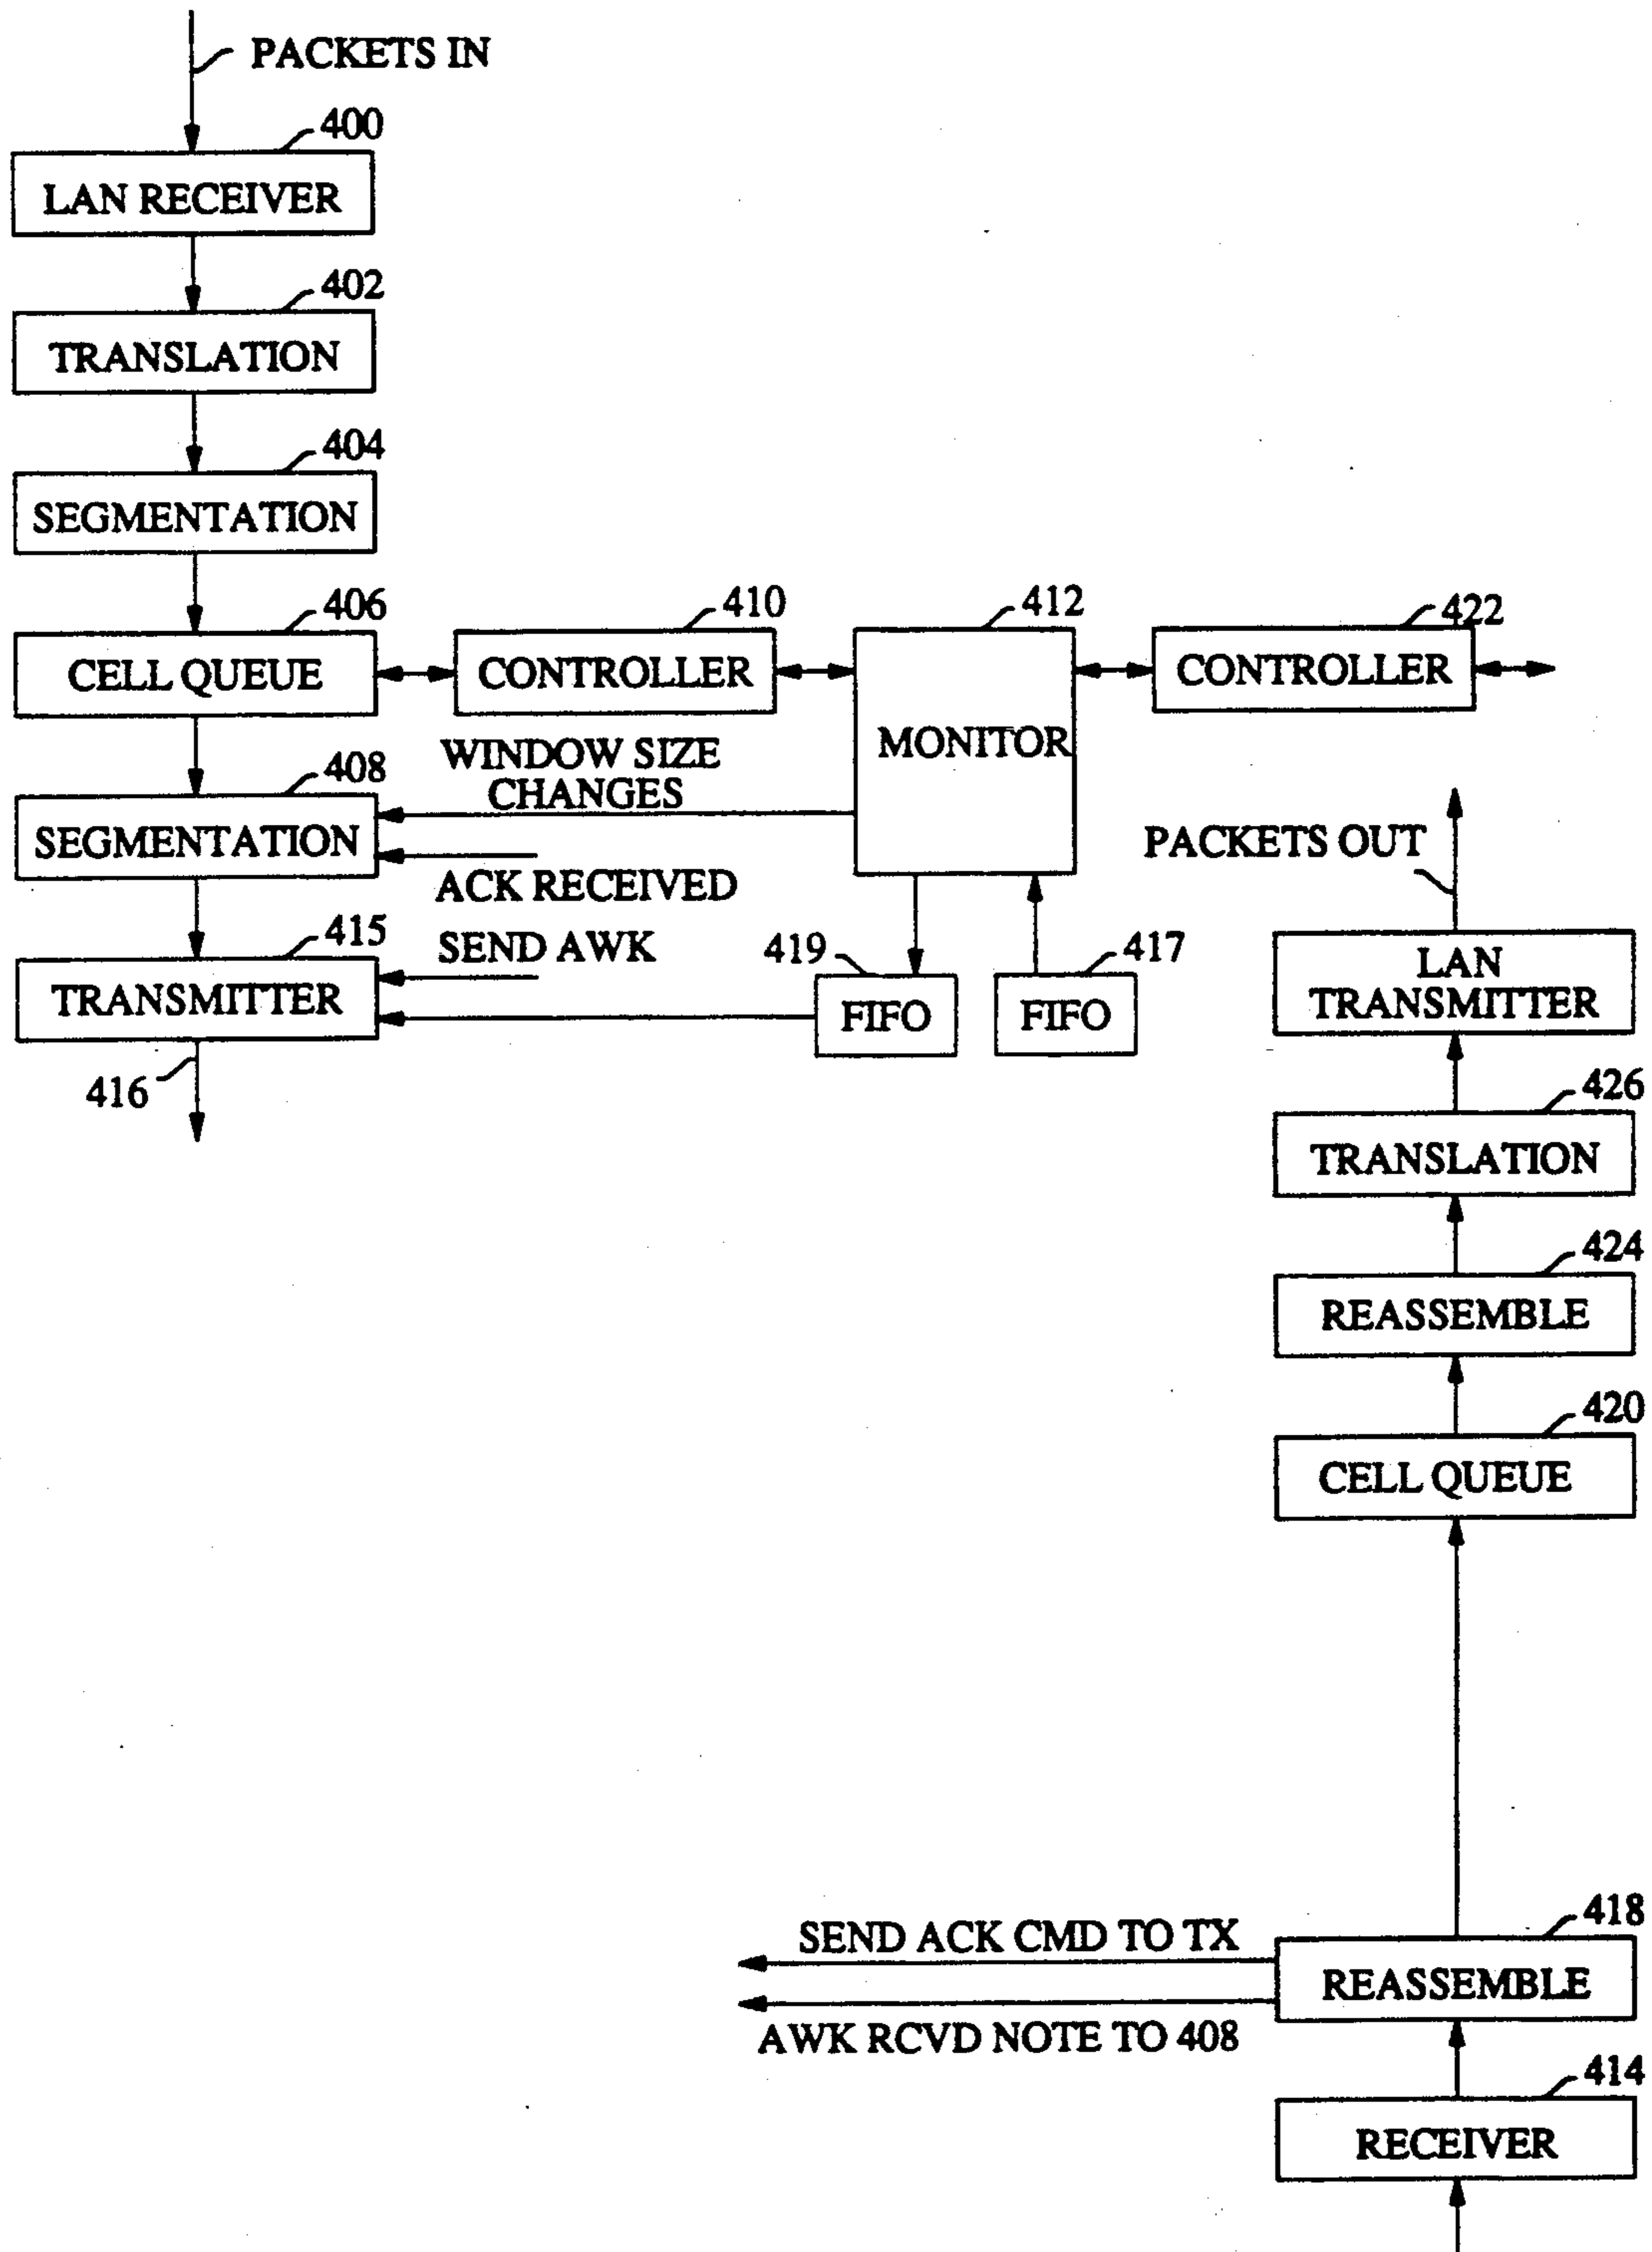 PACKETS IN
400
LAN RECEIVER
402
TRANSLATION
404
SEGMENTATION
406
CELL QUEUE
410
CONTROLLER
412
MONITOR
422
CONTROLLER
WINDOW SIZE
CHANGES
408
SEGMENTATION
ACK RECEIVED
SEND AWK
415
TRANSMITTER
416
419
FIFO
417
FIFO
PACKETS OUT
LAN
TRANSMITTER
426
TRANSLATION
424
REASSEMBLE
420
CELL QUEUE
418
REASSEMBLE
SEND ACK CMD TO TX
AWK RCVD NOTE TO 408
414
RECEIVER